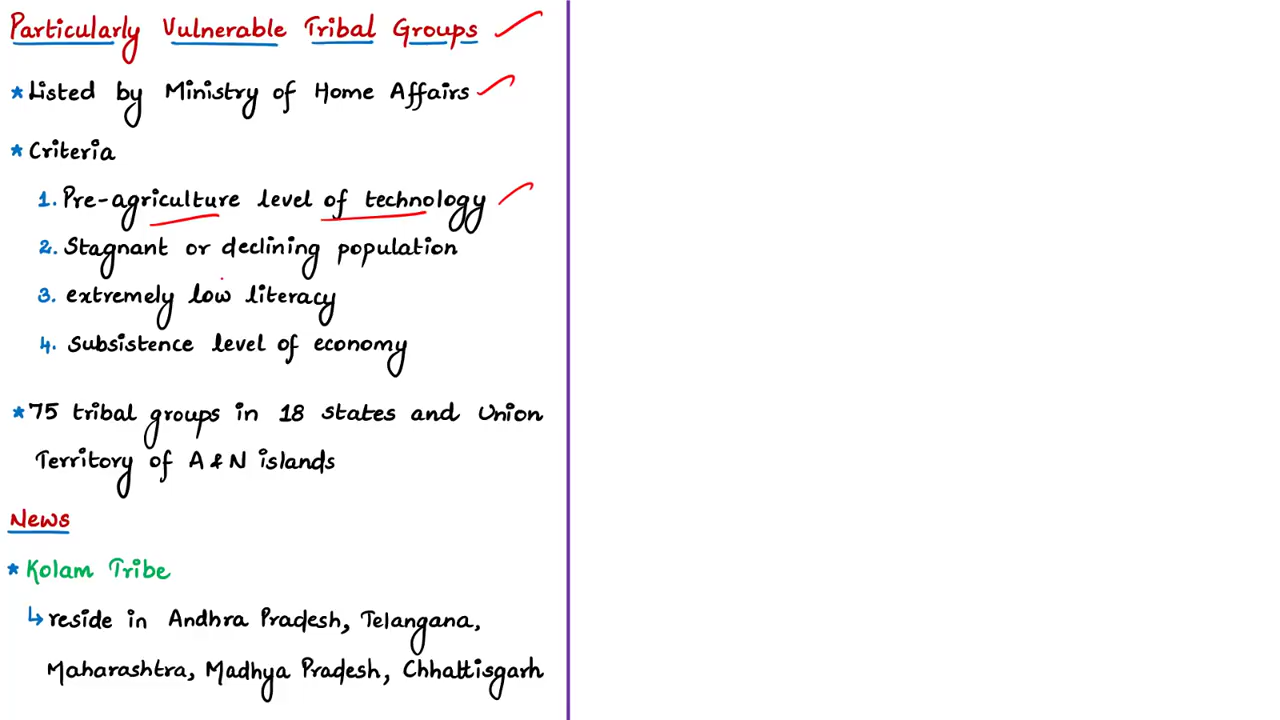 Particularly Vulnerable Tribal Groups
* Listed by Ministry of Home Affairs
* Criteria
1. Pre-agriculture level of technology
2. Stagnant or declining population
3. extremely low literacy
4. Subsistence level of economy
* 75 tribal groups in 18 states and Union
Territory of A & N islands
News
* Kolam Tribe
↳ reside in Andhra Pradesh, Telangana,
Maharashtra, Madhya Pradesh, Chhattisgarh